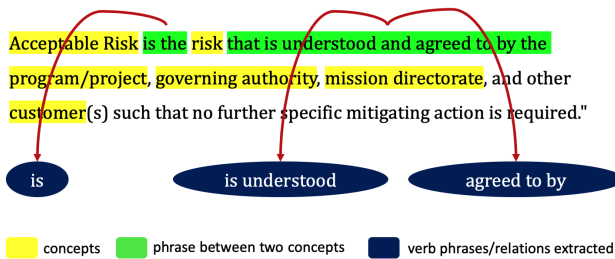 Acceptable Risk is the risk that is understood and agreed to by the
program/project, governing authority, mission directorate, and other
customer(s) such that no further specific mitigating action is required."
is is understood agreed to by
concepts phrase between two concepts verb phrases/relations extracted